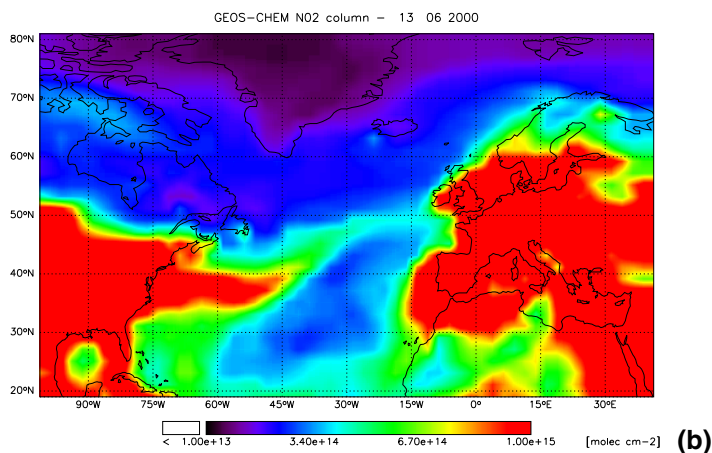 GEOS-CHEM NO2 column - 13 06 2000
80°N
70°N
60°N
50°N
40°N
30°N
20°N
90°W 75°W 60°W 45°W 30°W 15°W 0°E 15°E 30°E
< 1.00e+13 3.40e+14 6.70e+14 1.00e+15 [molec cm-2]
(b)